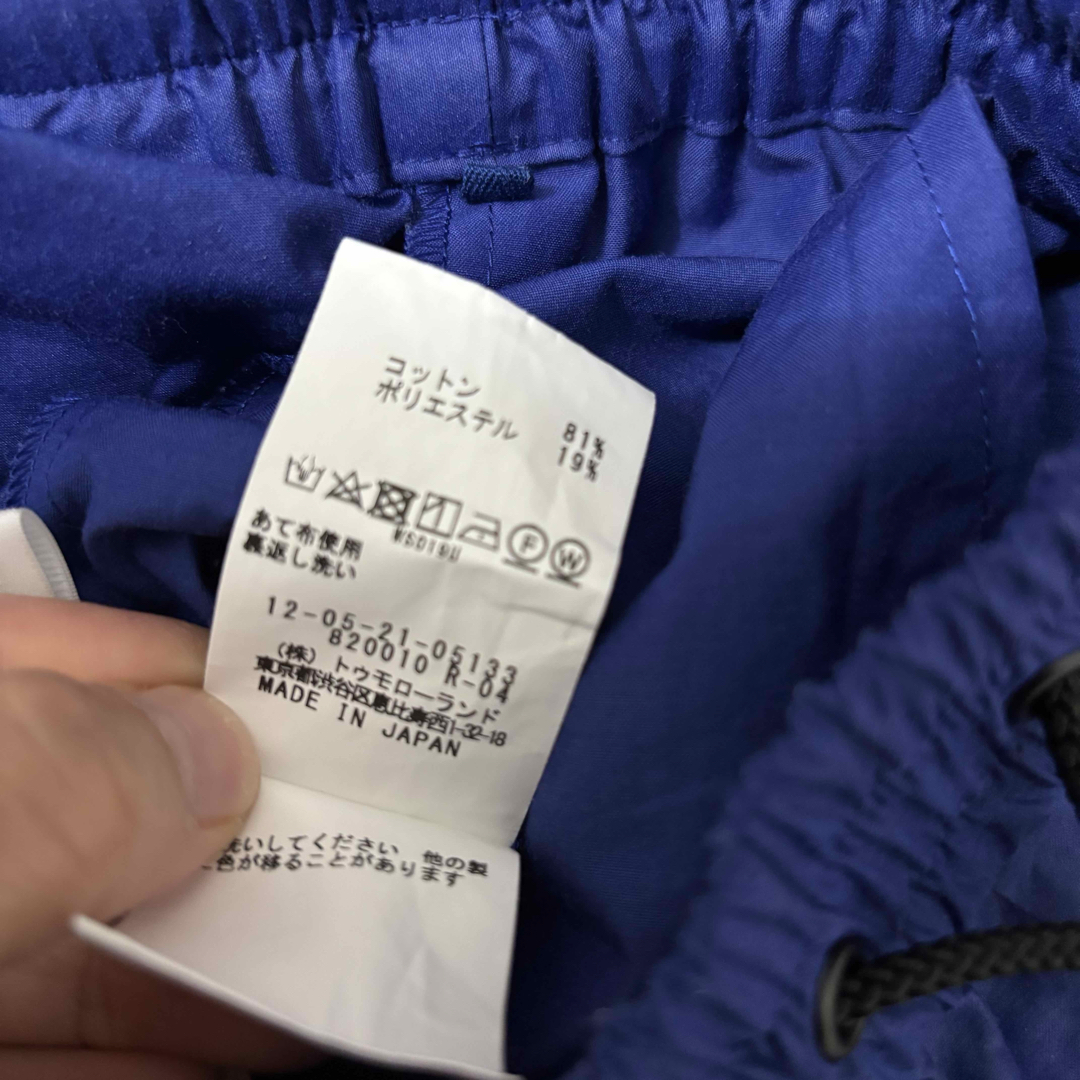 コットン 81%
ポリエステル 19%
WS019U
F W
あて布使用
裏返し洗い
12-05-21-05133
820010 R-04
(株) トゥモローランド
東京都渋谷区恵比寿西1-32-18
MADE IN JAPAN
洗いしてください 他の製
色が移ることがあります